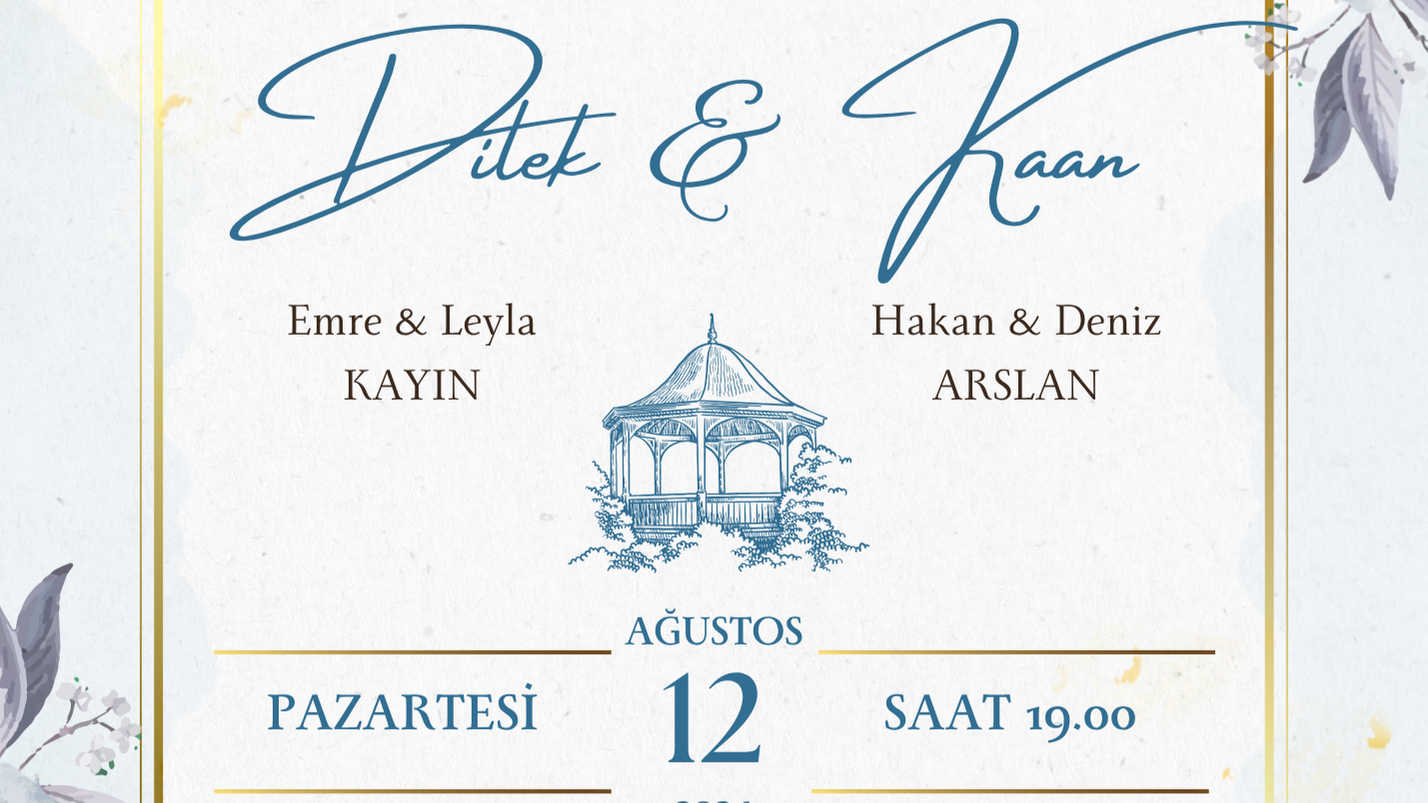 Dilek & Kaan
Emre & Leyla
Hakan & Deniz
KAYIN
ARSLAN
AĞUSTOS
PAZARTESİ
12
SAAT 19.00